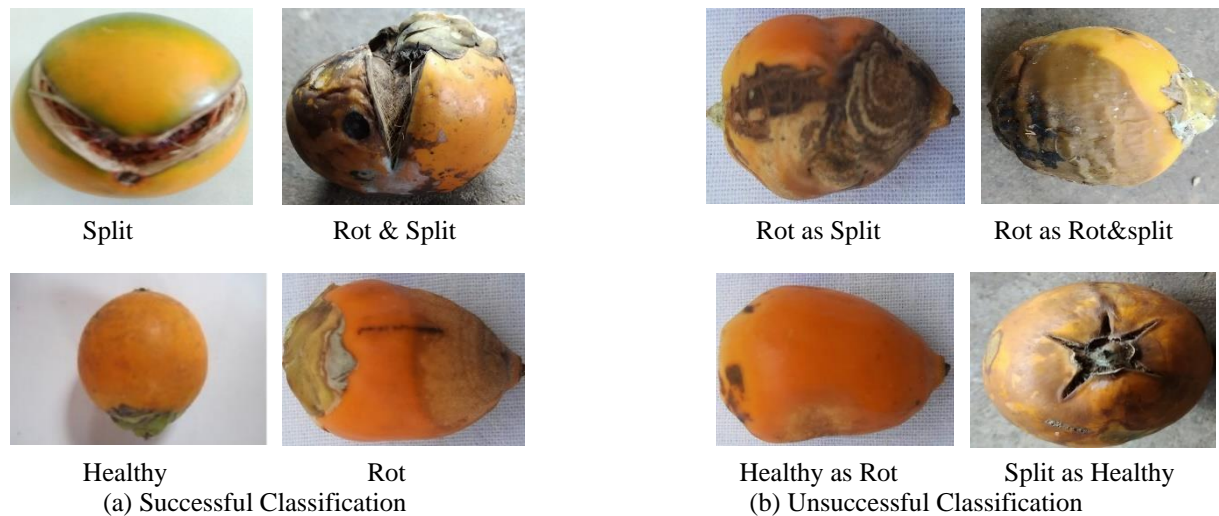 Split
Rot & Split
Rot as Split
Rot as Rot&split
Healthy
Rot
Healthy as Rot
Split as Healthy
(a) Successful Classification
(b) Unsuccessful Classification